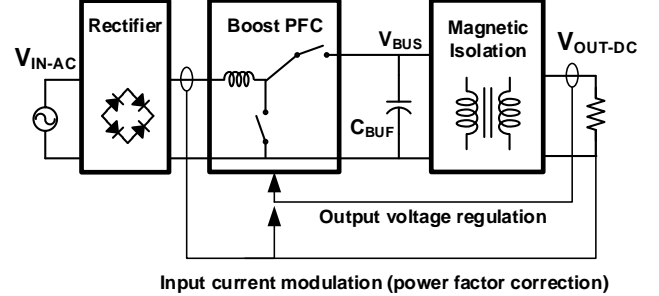 Rectifier
Boost PFC
Magnetic
Isolation
V_IN-AC
V_BUS
V_OUT-DC
C_BUF
Output voltage regulation
Input current modulation (power factor correction)